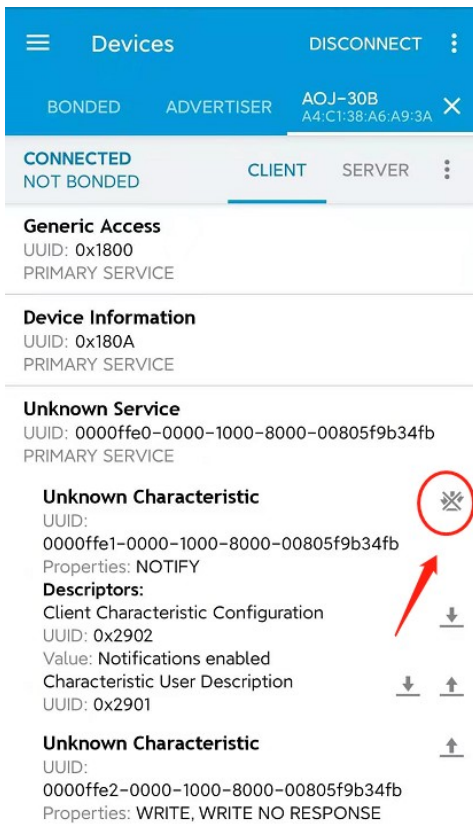 Devices
DISCONNECT
BONDED
ADVERTISER
AOJ-30B
A4:C1:38:A6:A9:3A
CONNECTED
NOT BONDED
CLIENT
SERVER
Generic Access
UUID: 0x1800
PRIMARY SERVICE
Device Information
UUID: 0x180A
PRIMARY SERVICE
Unknown Service
UUID: 0000ffe0-0000-1000-8000-00805f9b34fb
PRIMARY SERVICE
Unknown Characteristic
UUID:
0000ffe1-0000-1000-8000-00805f9b34fb
Properties: NOTIFY
Descriptors:
Client Characteristic Configuration
UUID: 0x2902
Value: Notifications enabled
Characteristic User Description
UUID: 0x2901
Unknown Characteristic
UUID:
0000ffe2-0000-1000-8000-00805f9b34fb
Properties: WRITE, WRITE NO RESPONSE